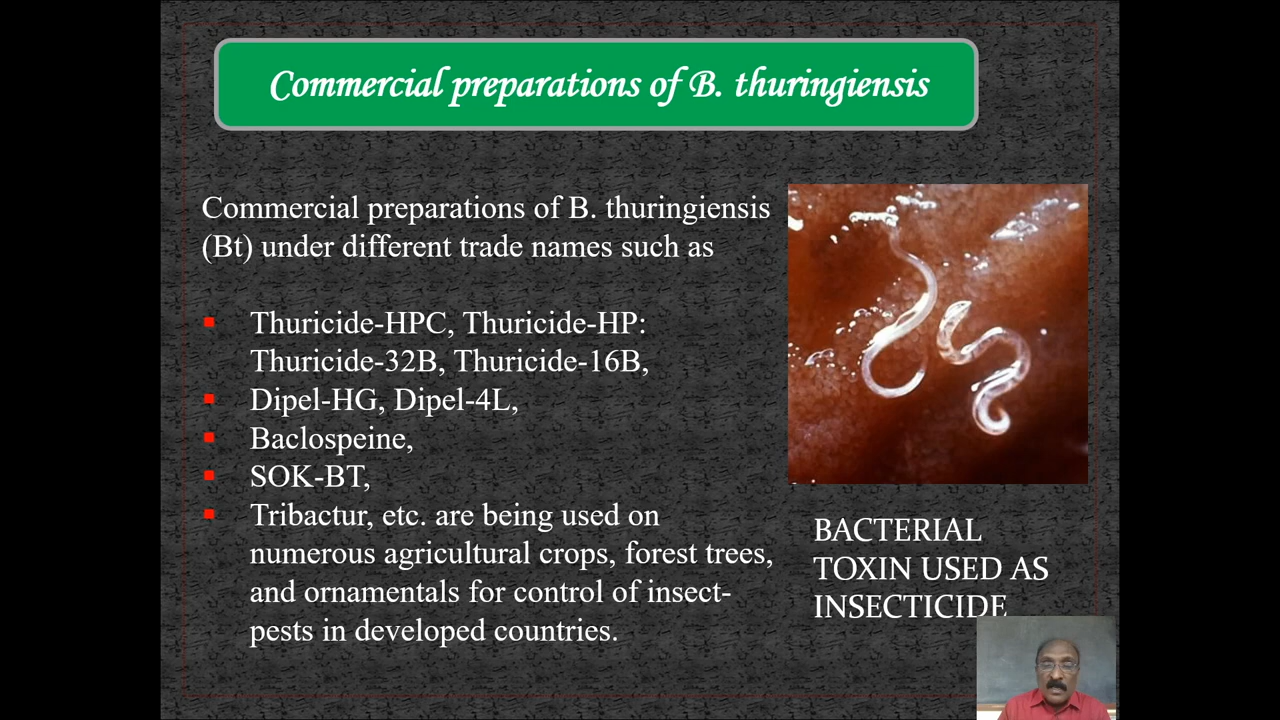 Commercial preparations of B. thuringiensis
Commercial preparations of B. thuringiensis
(Bt) under different trade names such as
Thuricide-HPC, Thuricide-HP:
Thuricide-32B, Thuricide-16B,
Dipel-HG, Dipel-4L,
Baclospeine,
SOK-BT,
Tribactur, etc. are being used on
numerous agricultural crops, forest trees,
and ornamentals for control of insect-
pests in developed countries.
BACTERIAL
TOXIN USED AS
INSECTICIDE